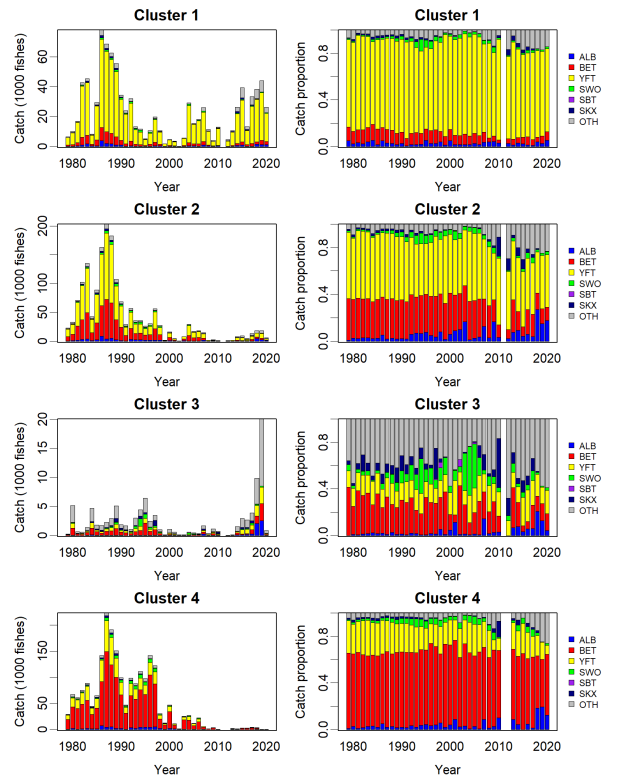 Cluster 1
Catch (1000 fishes)
0 20 40 60
1980 1990 2000 2010 2020
Year
Cluster 1
Catch proportion
0.0 0.4 0.8
1980 1990 2000 2010 2020
Year
ALB
BET
YFT
SWO
SBT
SKX
OTH
Cluster 2
Catch (1000 fishes)
0 50 100 200
1980 1990 2000 2010 2020
Year
Cluster 2
Catch proportion
0.0 0.4 0.8
1980 1990 2000 2010 2020
Year
ALB
BET
YFT
SWO
SBT
SKX
OTH
Cluster 3
Catch (1000 fishes)
0 5 10 15 20
1980 1990 2000 2010 2020
Year
Cluster 3
Catch proportion
0.0 0.4 0.8
1980 1990 2000 2010 2020
Year
ALB
BET
YFT
SWO
SBT
SKX
OTH
Cluster 4
Catch (1000 fishes)
0 50 150
1980 1990 2000 2010 2020
Year
Cluster 4
Catch proportion
0.0 0.4 0.8
1980 1990 2000 2010 2020
Year
ALB
BET
YFT
SWO
SBT
SKX
OTH